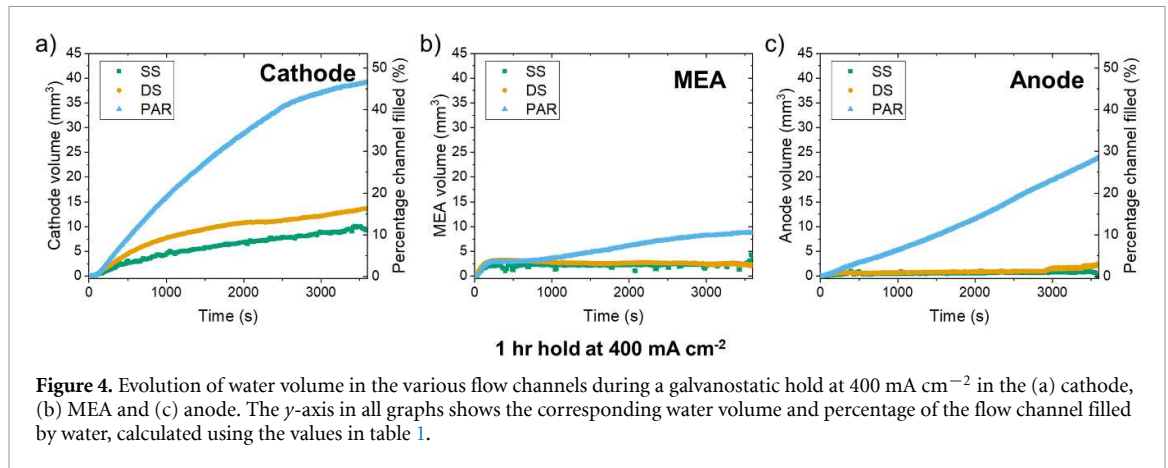 a)
45
40
35
30
25
20
15
10
5
0
Cathode volume (mm³)
SS
DS
PAR
Cathode
50
40
30
20
10
0
Percentage channel filled (%)
0 1000 2000 3000
Time (s)
b)
45
40
35
30
25
20
15
10
5
0
MEA volume (mm³)
SS
DS
PAR
MEA
0 1000 2000 3000
Time (s)
c)
45
40
35
30
25
20
15
10
5
0
Anode volume (mm³)
SS
DS
PAR
Anode
50
40
30
20
10
0
Percentage channel filled (%)
0 1000 2000 3000
Time (s)
1 hr hold at 400 mA cm⁻²
Figure 4. Evolution of water volume in the various flow channels during a galvanostatic hold at 400 mA cm⁻² in the (a) cathode,
(b) MEA and (c) anode. The y-axis in all graphs shows the corresponding water volume and percentage of the flow channel filled
by water, calculated using the values in table 1.